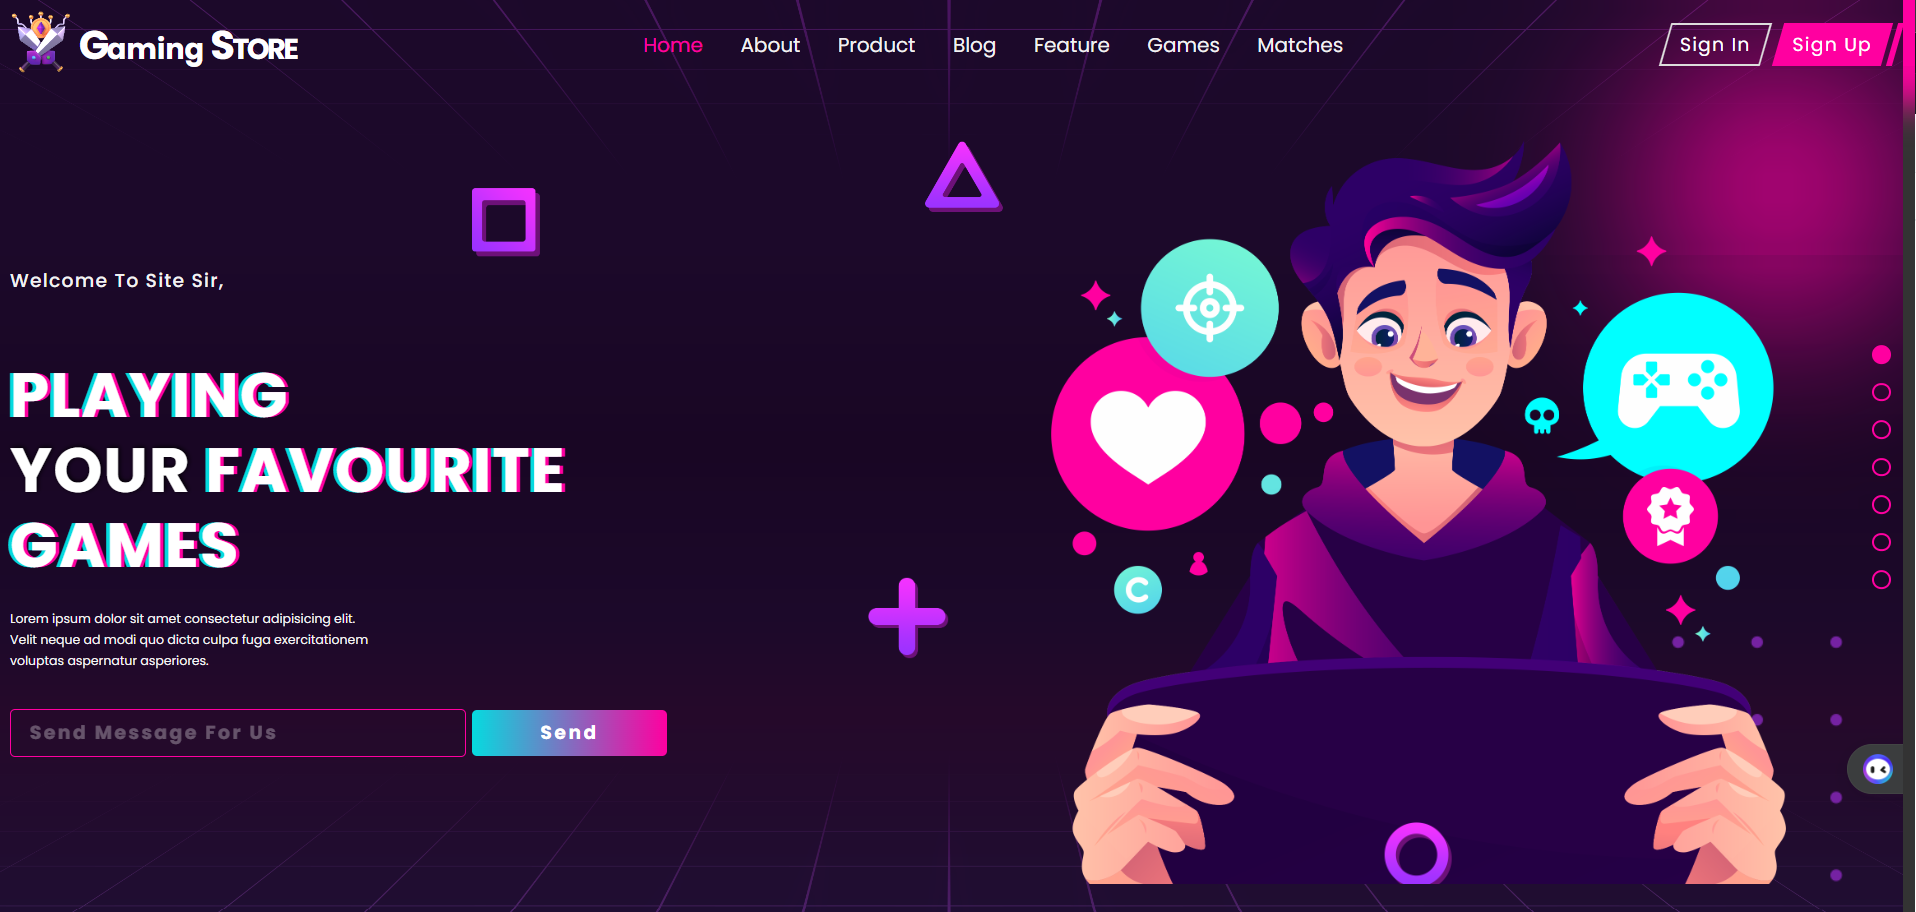 Gaming STORE
Home About Product Blog Feature Games Matches
Sign In Sign Up
Welcome To Site Sir,
PLAYING
YOUR FAVOURITE
GAMES
Lorem ipsum dolor sit amet consectetur adipisicing elit.
Velit neque ad modi quo dicta culpa fuga exercitationem
voluptas aspernatur asperiores.
Send Message For Us
Send
C